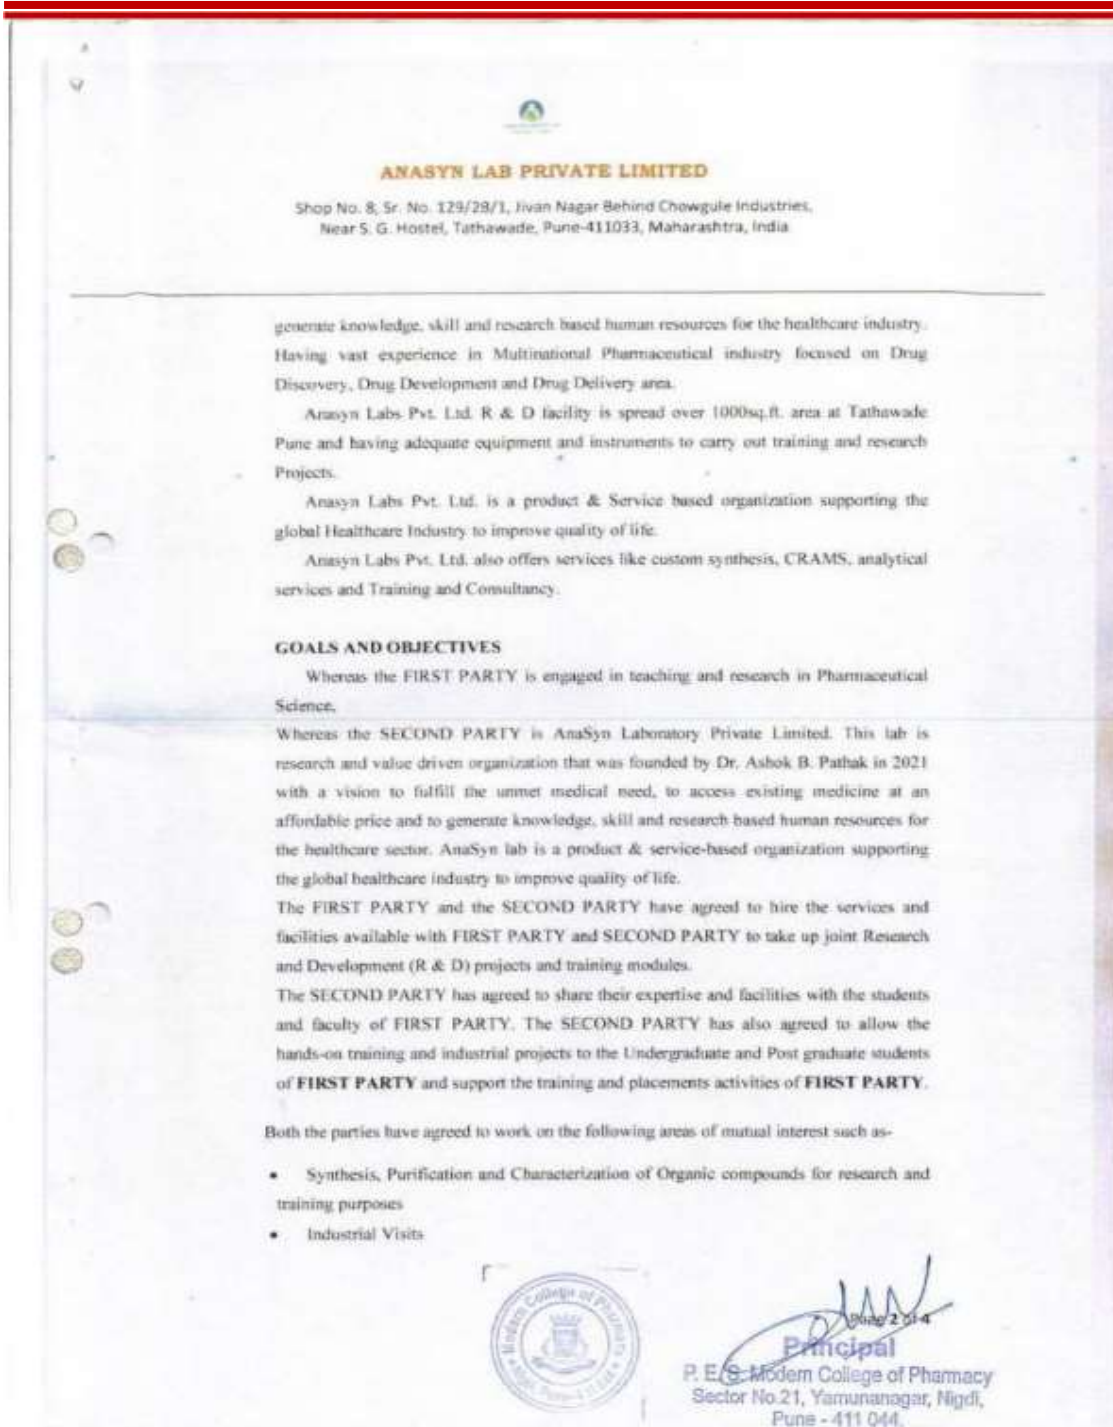 ANASYN LAB PRIVATE LIMITED
Shop No. 8, Sr. No. 129/2B/1, Jivan Nagar Behind Chowgule Industries,
Near S. G. Hostel, Tathawade, Pune-411033, Maharashtra, India
generate knowledge, skill and research based human resources for the healthcare industry.
Having vast experience in Multinational Pharmaceutical industry focused on Drug
Discovery, Drug Development and Drug Delivery area.
Anasyn Labs Pvt. Ltd. R & D facility is spread over 1000sq.ft. area at Tathawade
Pune and having adequate equipment and instruments to carry out training and research
Projects.
Anasyn Labs Pvt. Ltd. is a product & Service based organization supporting the
global Healthcare Industry to improve quality of life.
Anasyn Labs Pvt. Ltd. also offers services like custom synthesis, CRAMS, analytical
services and Training and Consultancy.
GOALS AND OBJECTIVES
Whereas the FIRST PARTY is engaged in teaching and research in Pharmaceutical
Science,
Whereas the SECOND PARTY is AnaSyn Laboratory Private Limited. This lab is
research and value driven organization that was founded by Dr. Ashok B. Pathak in 2021
with a vision to fulfill the unmet medical need, to access existing medicine at an
affordable price and to generate knowledge, skill and research based human resources for
the healthcare sector. AnaSyn lab is a product & service-based organization supporting
the global healthcare industry to improve quality of life.
The FIRST PARTY and the SECOND PARTY have agreed to hire the services and
facilities available with FIRST PARTY and SECOND PARTY to take up joint Research
and Development (R & D) projects and training modules.
The SECOND PARTY has agreed to share their expertise and facilities with the students
and faculty of FIRST PARTY. The SECOND PARTY has also agreed to allow the
hands-on training and industrial projects to the Undergraduate and Post graduate students
of FIRST PARTY and support the training and placements activities of FIRST PARTY.
Both the parties have agreed to work on the following areas of mutual interest such as-
• Synthesis, Purification and Characterization of Organic compounds for research and
training purposes
• Industrial Visits
Modern College of Pharmacy
Page 2 of 4
Principal
P. E. S. Modern College of Pharmacy
Sector No.21, Yamunanagar, Nigdi,
Pune - 411 044.